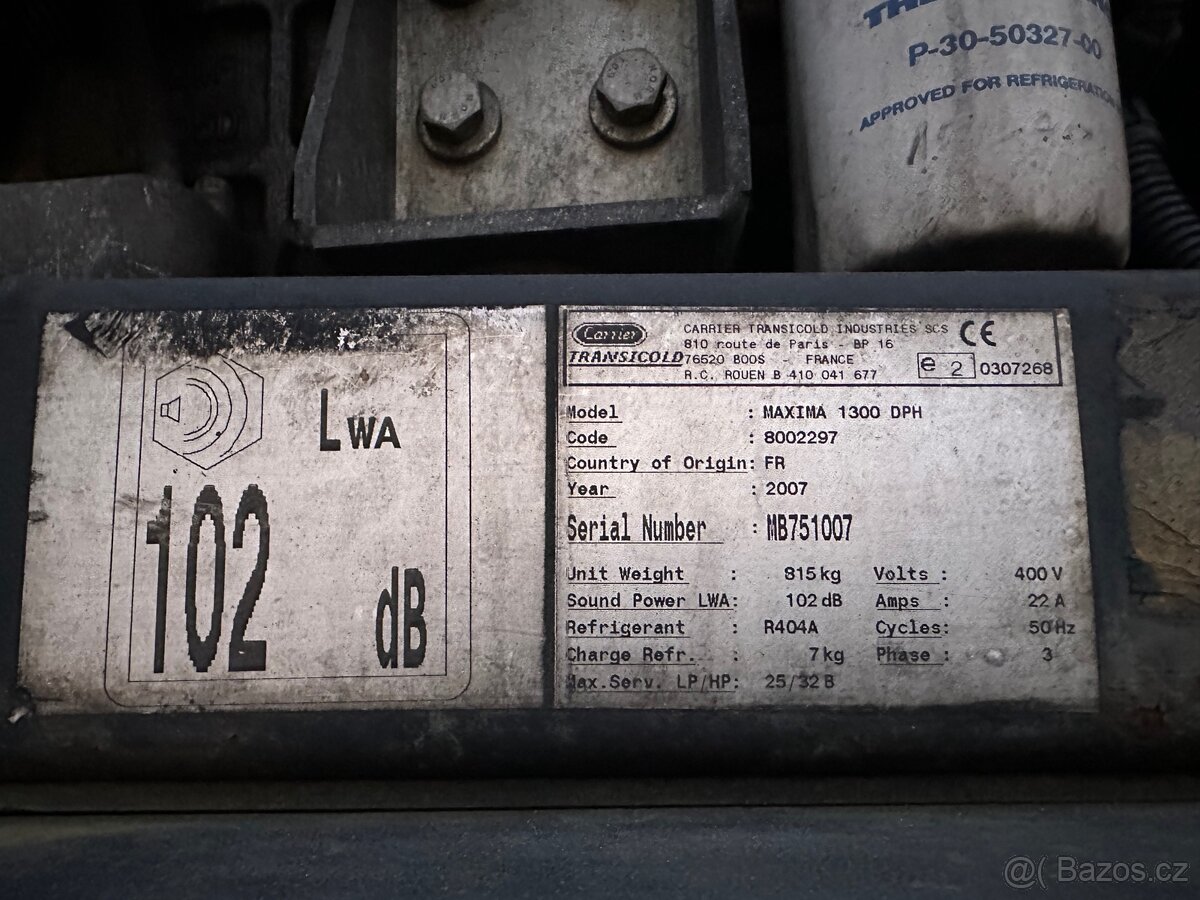 P-30-50327-00
APPROVED FOR REFRIGERATION
LWA
102
dB
Carrier
TRANSICOLD
CARRIER TRANSICOLD INDUSTRIES SCS
810 route de Paris - BP 16
76520 BOOS - FRANCE
R.C. ROUEN B 410 041 677
CE
e 2 0307268
Model : MAXIMA 1300 DPH
Code : 8002297
Country of Origin: FR
Year : 2007
Serial Number : MB751007
Unit Weight : 815 kg Volts : 400 V
Sound Power LWA: 102 dB Amps : 22 A
Refrigerant : R404A Cycles: 50 Hz
Charge Refr. : 7 kg Phase : 3
Max.Serv. LP/HP: 25/32 B
@( Bazos.cz